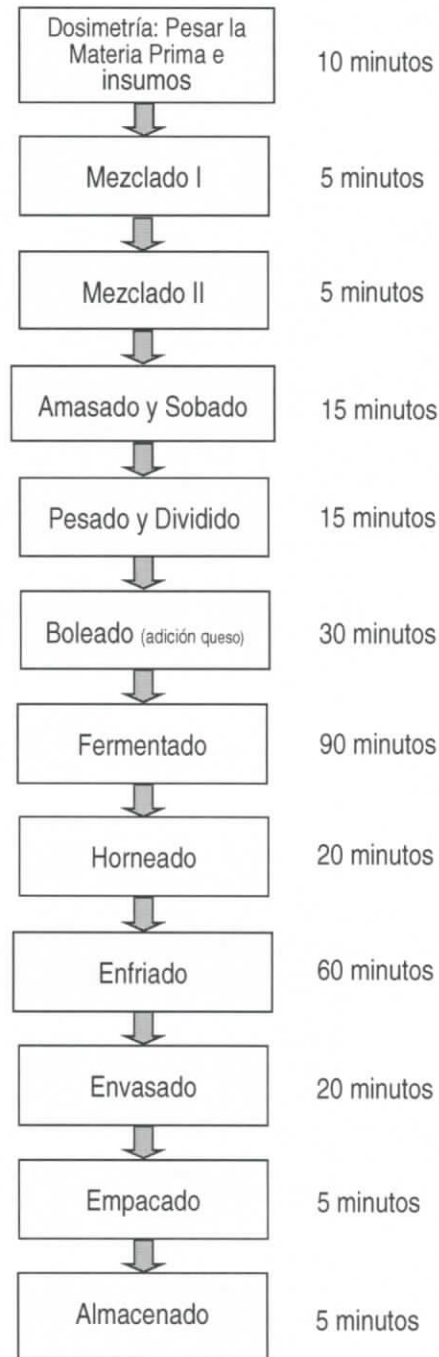 Dosimetría: Pesar la
Materia Prima e
insumos
10 minutos
Mezclado I
5 minutos
Mezclado II
5 minutos
Amasado y Sobado
15 minutos
Pesado y Dividido
15 minutos
Boleado (adición queso)
30 minutos
Fermentado
90 minutos
Horneado
20 minutos
Enfriado
60 minutos
Envasado
20 minutos
Empacado
5 minutos
Almacenado
5 minutos